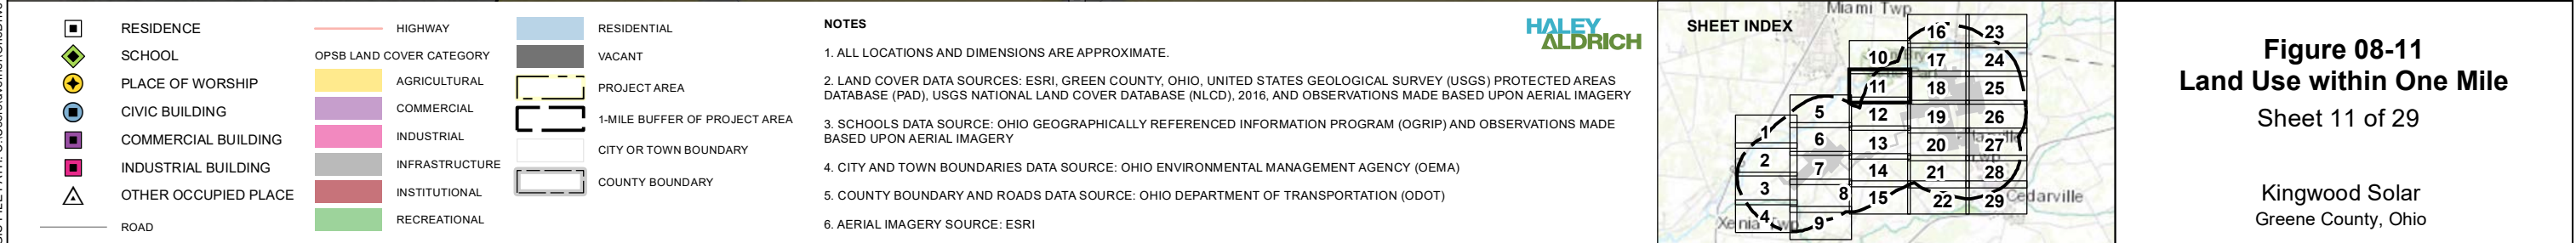 RESIDENCE
SCHOOL
PLACE OF WORSHIP
CIVIC BUILDING
COMMERCIAL BUILDING
INDUSTRIAL BUILDING
OTHER OCCUPIED PLACE
ROAD
HIGHWAY
OPSB LAND COVER CATEGORY
AGRICULTURAL
COMMERCIAL
INDUSTRIAL
INFRASTRUCTURE
INSTITUTIONAL
RECREATIONAL
RESIDENTIAL
VACANT
PROJECT AREA
1-MILE BUFFER OF PROJECT AREA
CITY OR TOWN BOUNDARY
COUNTY BOUNDARY
NOTES
1. ALL LOCATIONS AND DIMENSIONS ARE APPROXIMATE.
2. LAND COVER DATA SOURCES: ESRI, GREEN COUNTY, OHIO, UNITED STATES GEOLOGICAL SURVEY (USGS) PROTECTED AREAS
DATABASE (PAD), USGS NATIONAL LAND COVER DATABASE (NLCD), 2016, AND OBSERVATIONS MADE BASED UPON AERIAL IMAGERY
3. SCHOOLS DATA SOURCE: OHIO GEOGRAPHICALLY REFERENCED INFORMATION PROGRAM (OGRIP) AND OBSERVATIONS MADE
BASED UPON AERIAL IMAGERY
4. CITY AND TOWN BOUNDARIES DATA SOURCE: OHIO ENVIRONMENTAL MANAGEMENT AGENCY (OEMA)
5. COUNTY BOUNDARY AND ROADS DATA SOURCE: OHIO DEPARTMENT OF TRANSPORTATION (ODOT)
6. AERIAL IMAGERY SOURCE: ESRI
HALEY
ALDRICH
SHEET INDEX
Miami Twp
16 23
10 17 24
11 18 25
5 12 19 26
1 6 13 20 27
2 7 14 21 28
3 8 15 22 29 Cedarville
4 9
Xenia Twp
Figure 08-11
Land Use within One Mile
Sheet 11 of 29
Kingwood Solar
Greene County, Ohio